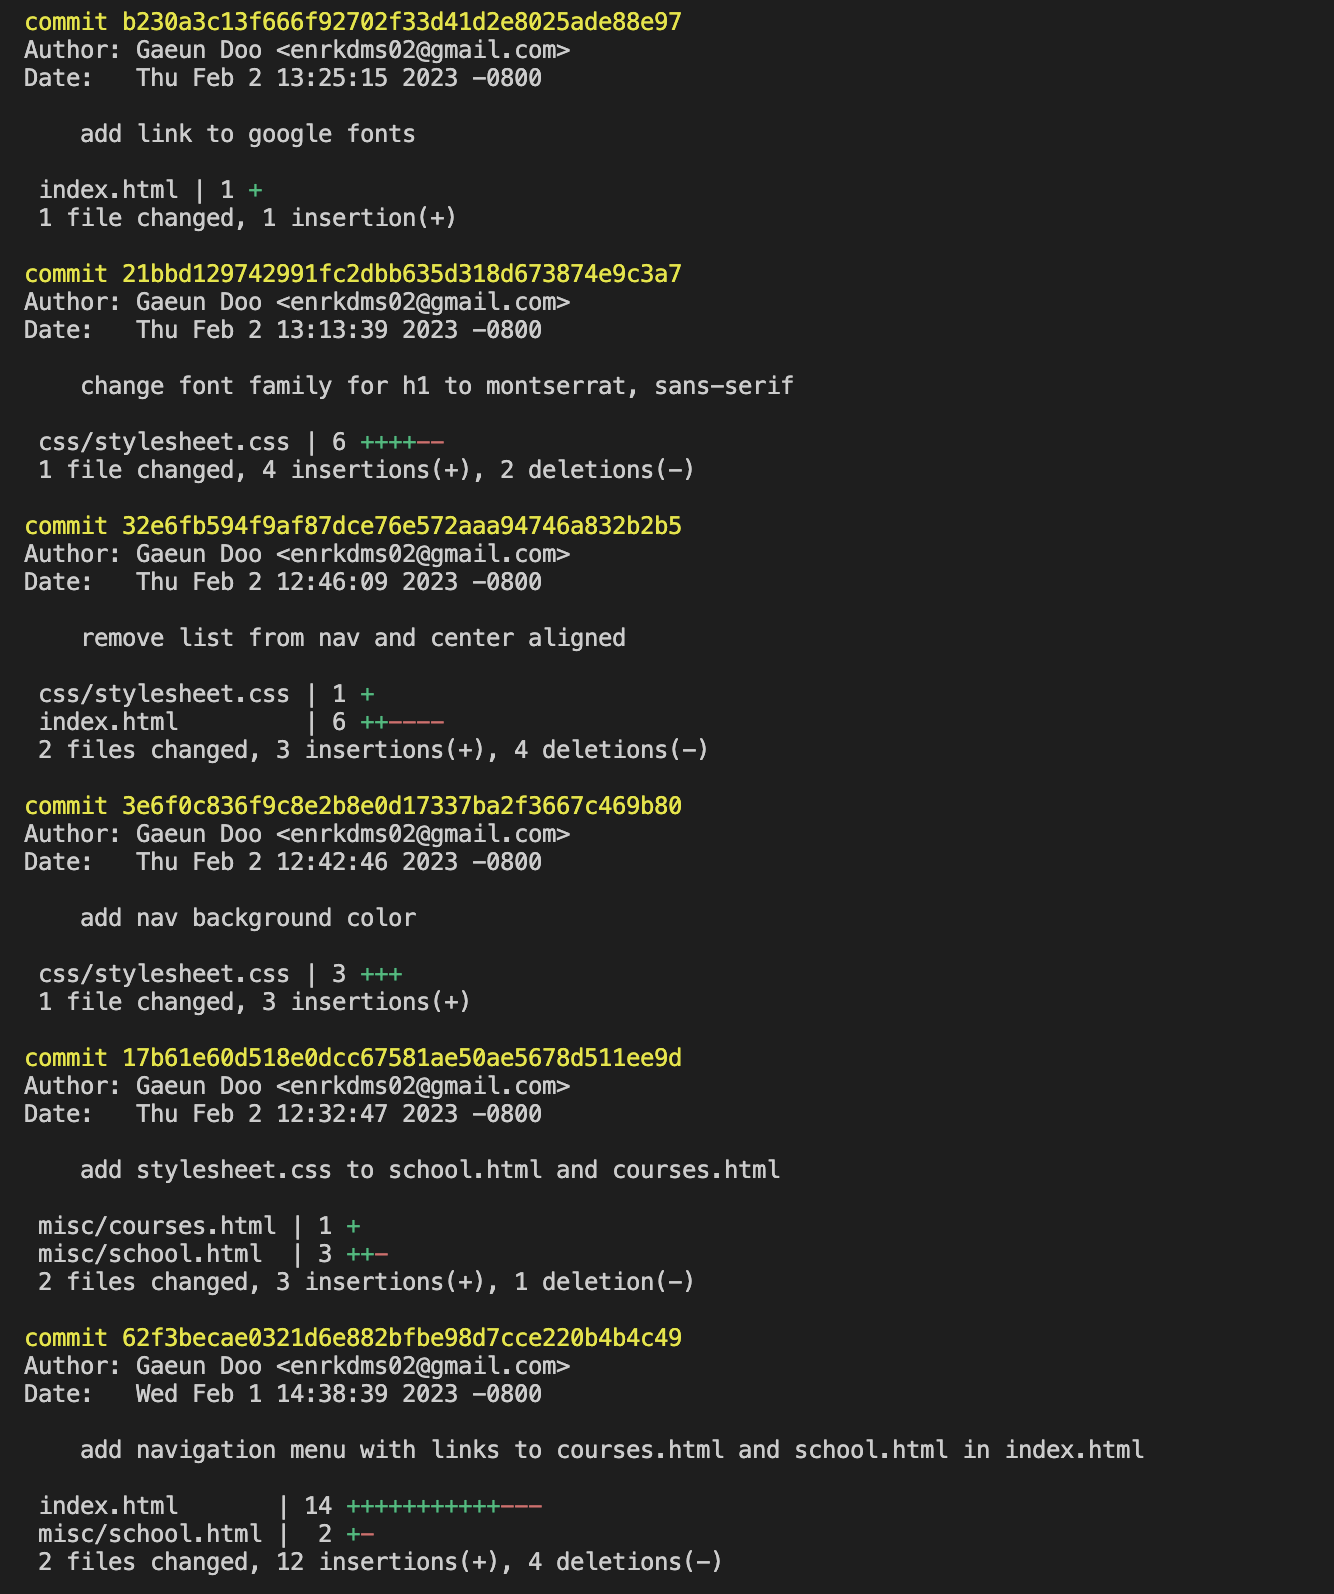 commit b230a3c13f666f92702f33d41d2e8025ade88e97
Author: Gaeun Doo <enrkdms02@gmail.com>
Date:   Thu Feb 2 13:25:15 2023 -0800
add link to google fonts
index.html | 1 +
1 file changed, 1 insertion(+)
commit 21bbd129742991fc2dbb635d318d673874e9c3a7
Author: Gaeun Doo <enrkdms02@gmail.com>
Date:   Thu Feb 2 13:13:39 2023 -0800
change font family for h1 to montserrat, sans-serif
css/stylesheet.css | 6 ++++--
1 file changed, 4 insertions(+), 2 deletions(-)
commit 32e6fb594f9af87dce76e572aaa94746a832b2b5
Author: Gaeun Doo <enrkdms02@gmail.com>
Date:   Thu Feb 2 12:46:09 2023 -0800
remove list from nav and center aligned
css/stylesheet.css | 1 +
index.html         | 6 ++----
2 files changed, 3 insertions(+), 4 deletions(-)
commit 3e6f0c836f9c8e2b8e0d17337ba2f3667c469b80
Author: Gaeun Doo <enrkdms02@gmail.com>
Date:   Thu Feb 2 12:42:46 2023 -0800
add nav background color
css/stylesheet.css | 3 +++
1 file changed, 3 insertions(+)
commit 17b61e60d518e0dcc67581ae50ae5678d511ee9d
Author: Gaeun Doo <enrkdms02@gmail.com>
Date:   Thu Feb 2 12:32:47 2023 -0800
add stylesheet.css to school.html and courses.html
misc/courses.html | 1 +
misc/school.html  | 3 ++-
2 files changed, 3 insertions(+), 1 deletion(-)
commit 62f3becae0321d6e882bfbe98d7cce220b4b4c49
Author: Gaeun Doo <enrkdms02@gmail.com>
Date:   Wed Feb 1 14:38:39 2023 -0800
add navigation menu with links to courses.html and school.html in index.html
index.html       | 14 +++++++++++---
misc/school.html |  2 +-
2 files changed, 12 insertions(+), 4 deletions(-)